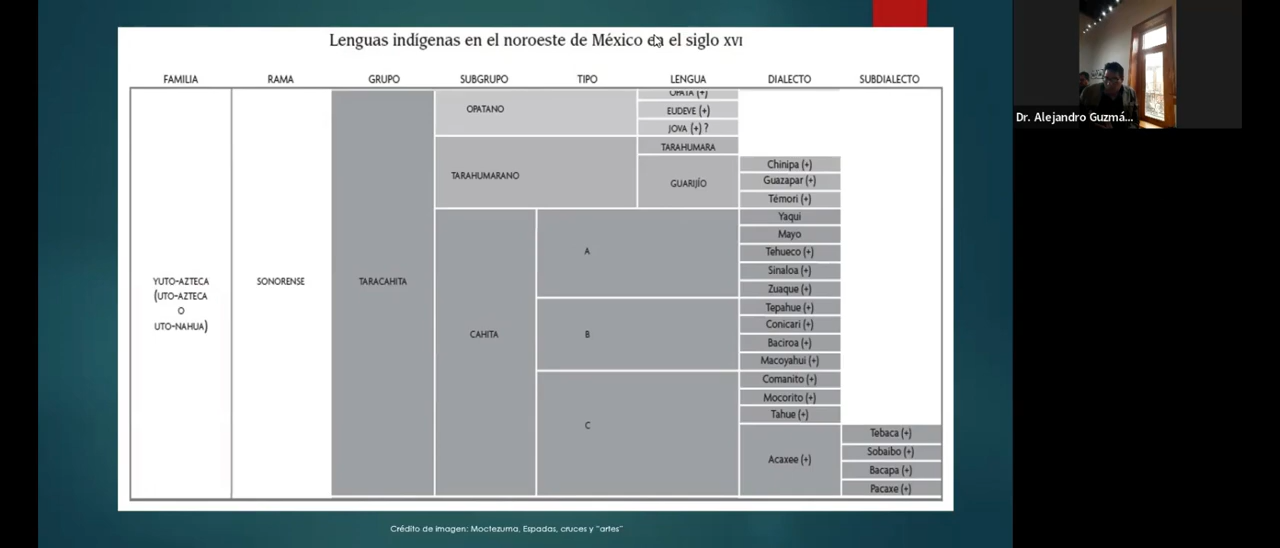 Lenguas indígenas en el noroeste de México en el siglo XVI
FAMILIA RAMA GRUPO SUBGRUPO TIPO LENGUA DIALECTO SUBDIALECTO
YUTO-AZTECA
(UTO-AZTECA
O
UTO-NAHUA)
SONORENSE
TARACAHITA
OPATANO
OPATA (+)
EUDEVE (+)
JOVA (+) ?
TARAHUMARANO
TARAHUMARA
GUARIJÍO
Chinipa (+)
Guazapar (+)
Témori (+)
CAHITA
A
Yaqui
Mayo
Tehueco (+)
Sinaloa (+)
Zuaque (+)
B
Tepahue (+)
Conicari (+)
Baciroa (+)
Macoyahui (+)
C
Comanito (+)
Mocorito (+)
Tahue (+)
Acaxee (+)
Tebaca (+)
Sobaibo (+)
Bacapa (+)
Pacaxe (+)
Crédito de imagen: Moctezuma, Espadas, cruces y "artes"
Dr. Alejandro Guzmá...